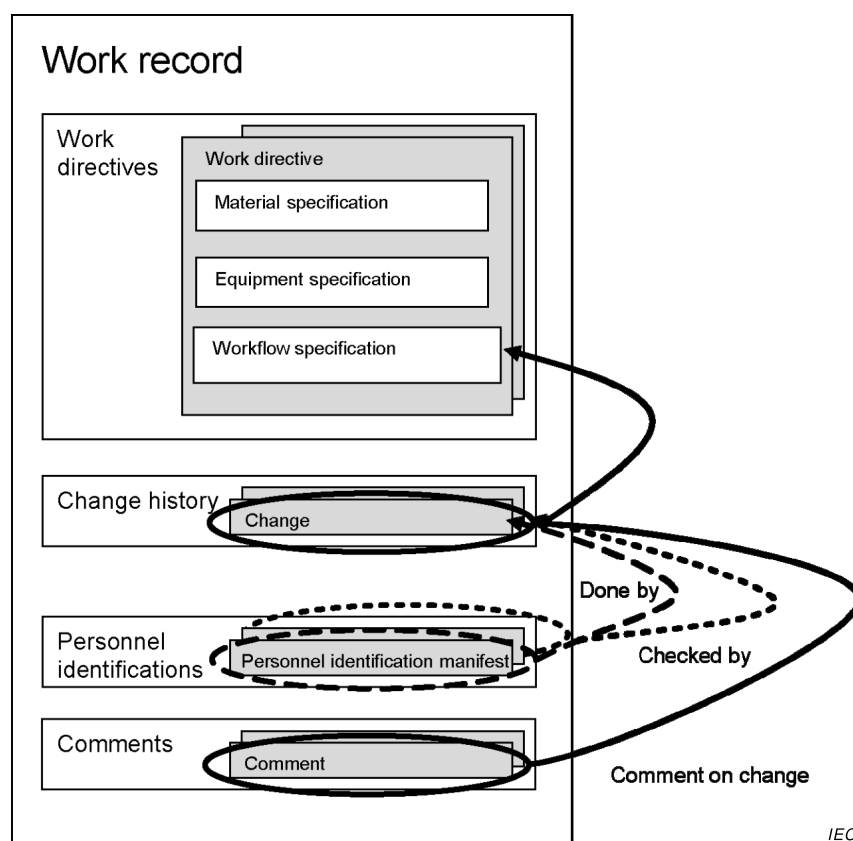 Work record
Work
directives
Work directive
Material specification
Equipment specification
Workflow specification
Change history
Change
Done by
Personnel
identifications
Personnel identification manifest
Checked by
Comments
Comment
Comment on change
IEC